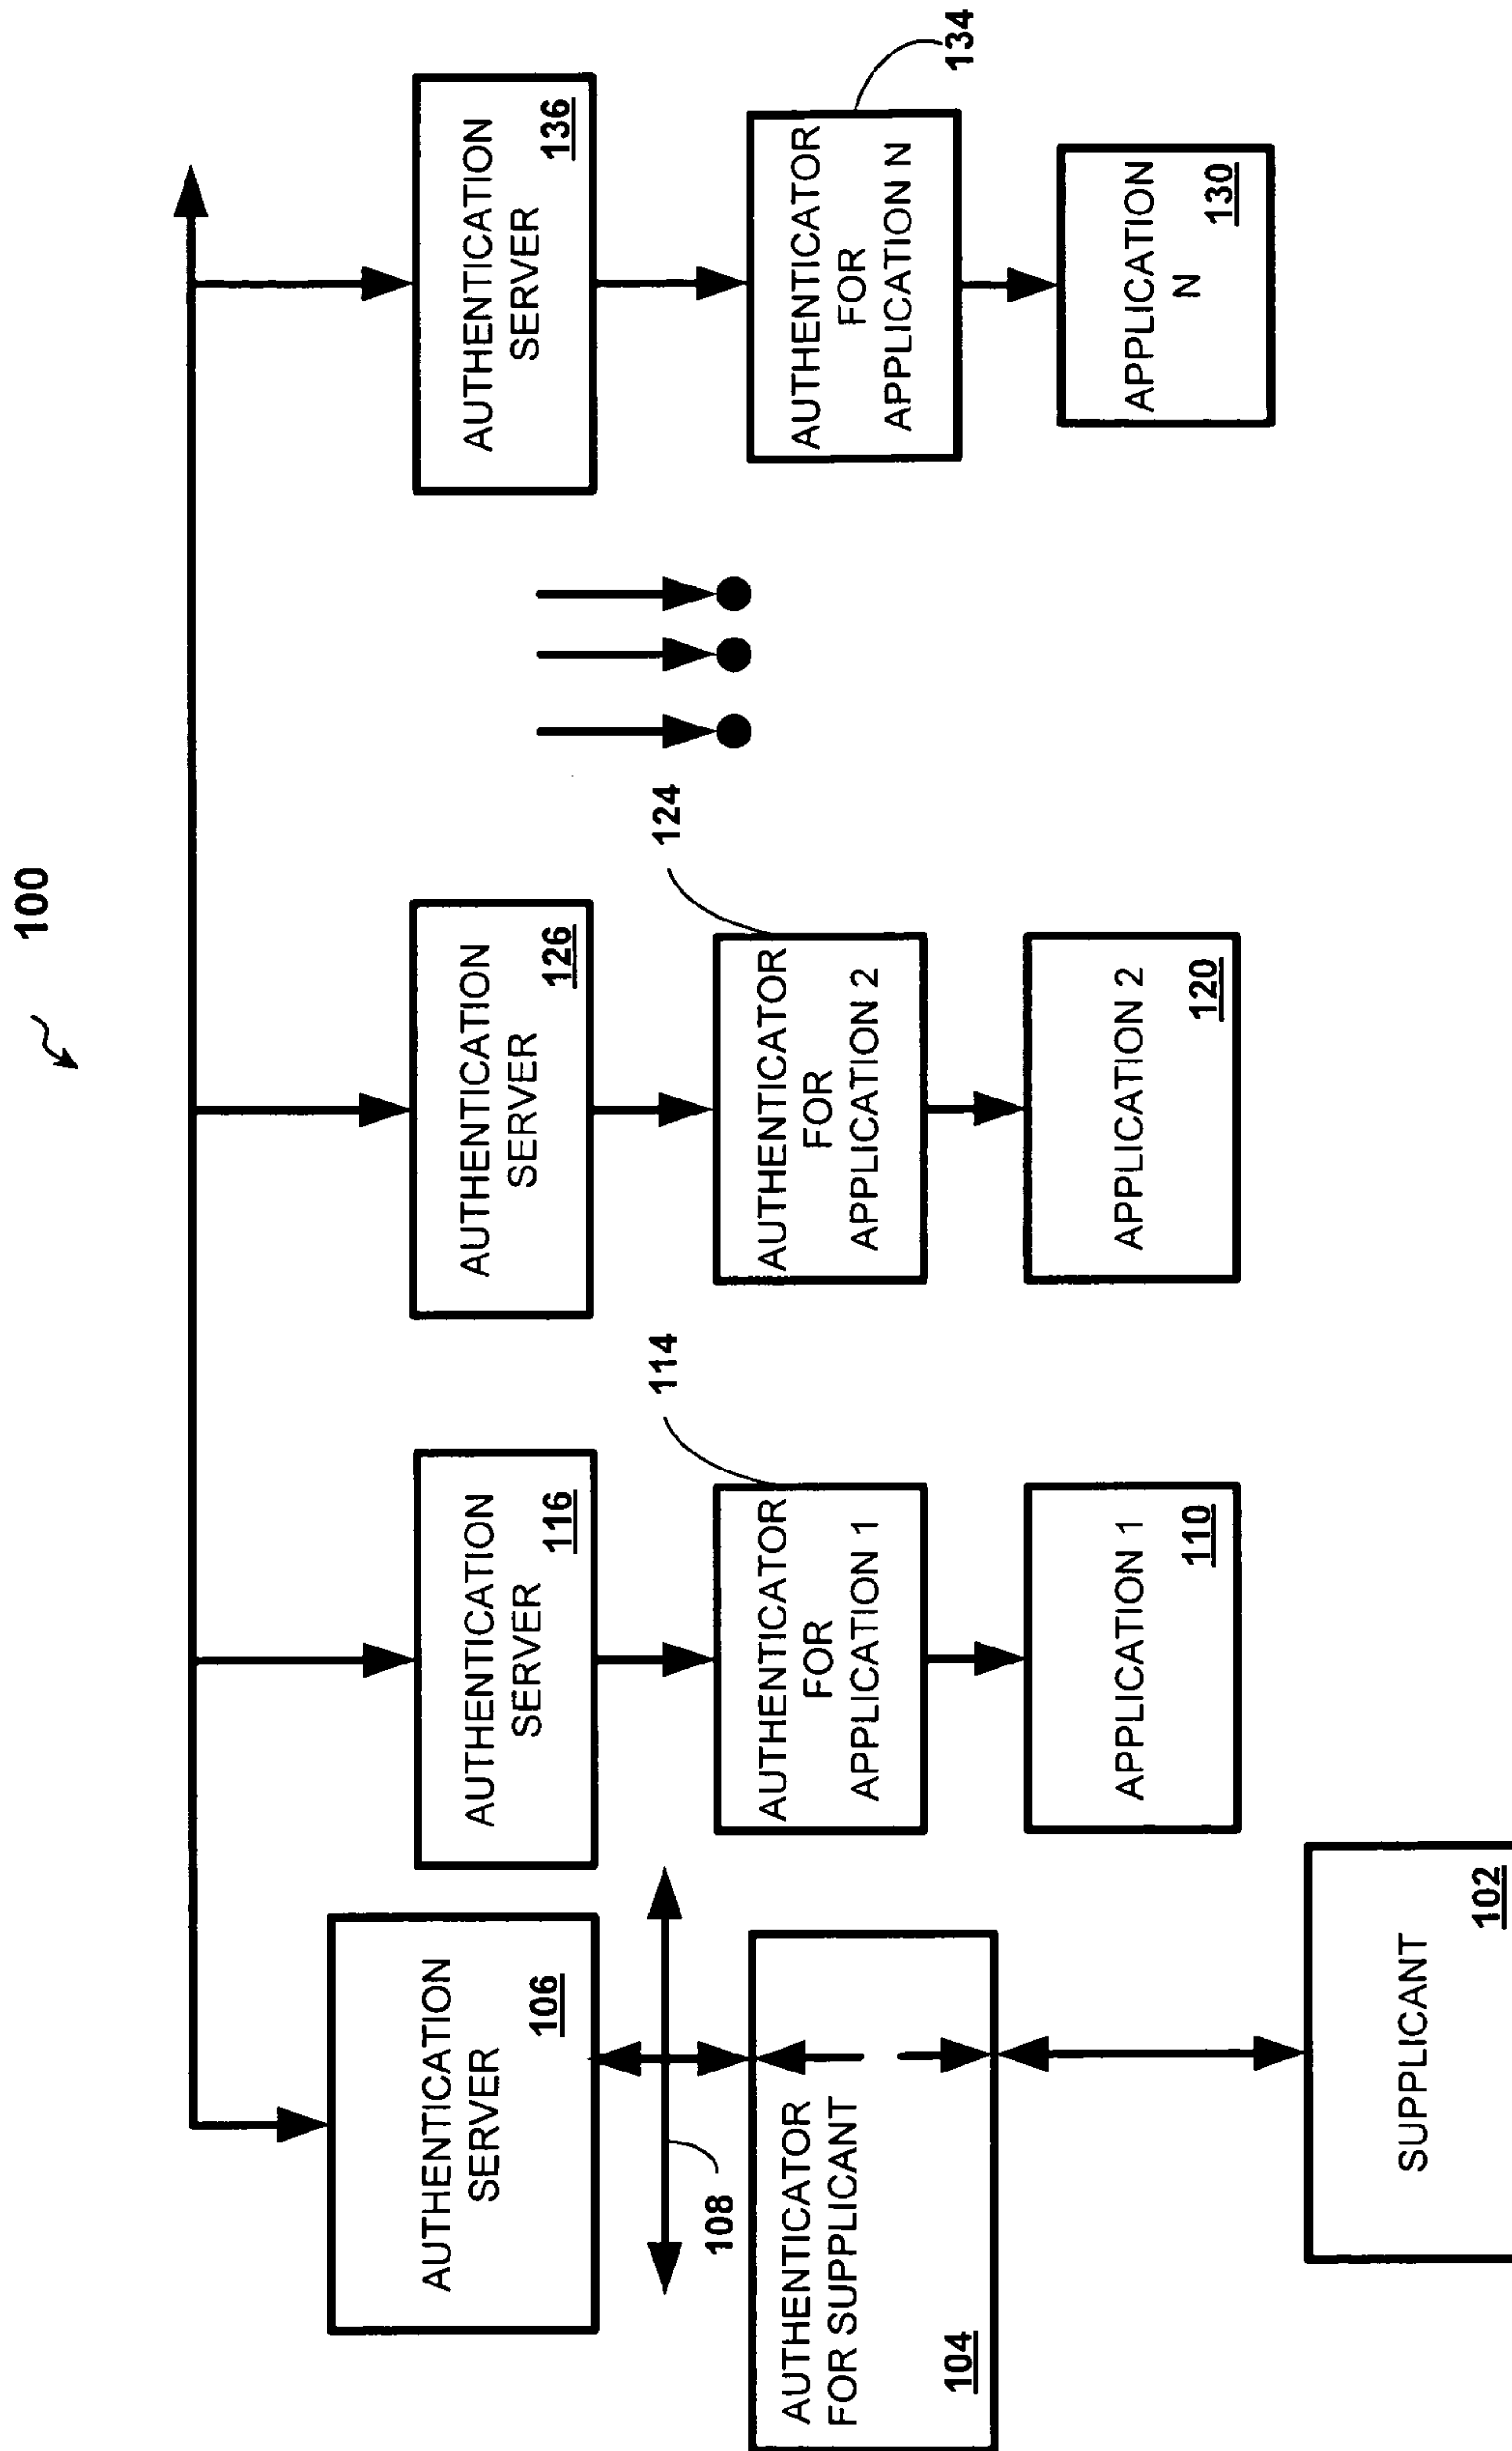 100
AUTHENTICATION
SERVER
106
AUTHENTICATION
SERVER
116
AUTHENTICATION
SERVER
126
AUTHENTICATION
SERVER
136
108
114
124
134
AUTHENTICATOR
FOR SUPPLICANT
104
AUTHENTICATOR
FOR
APPLICATION 1
AUTHENTICATOR
FOR
APPLICATION 2
AUTHENTICATOR
FOR
APPLICATION N
APPLICATION 1
110
APPLICATION 2
120
APPLICATION
N
130
SUPPLICANT
102